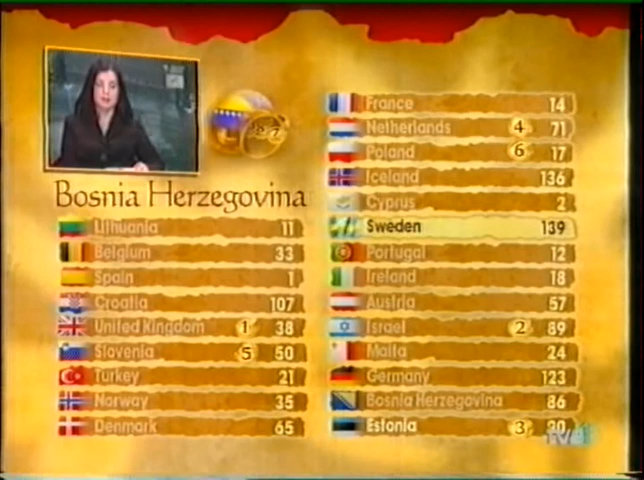 Bosnia Herzegovina
Lithuania 11
Belgium 33
Spain 1
Croatia 107
United Kingdom 1 38
Slovenia 5 50
Turkey 21
Norway 35
Denmark 65
France 14
Netherlands 4 71
Poland 6 17
Iceland 136
Cyprus 2
Sweden 139
Portugal 12
Ireland 18
Austria 57
Israel 2 89
Malta 24
Germany 123
Bosnia Herzegovina 86
Estonia 3